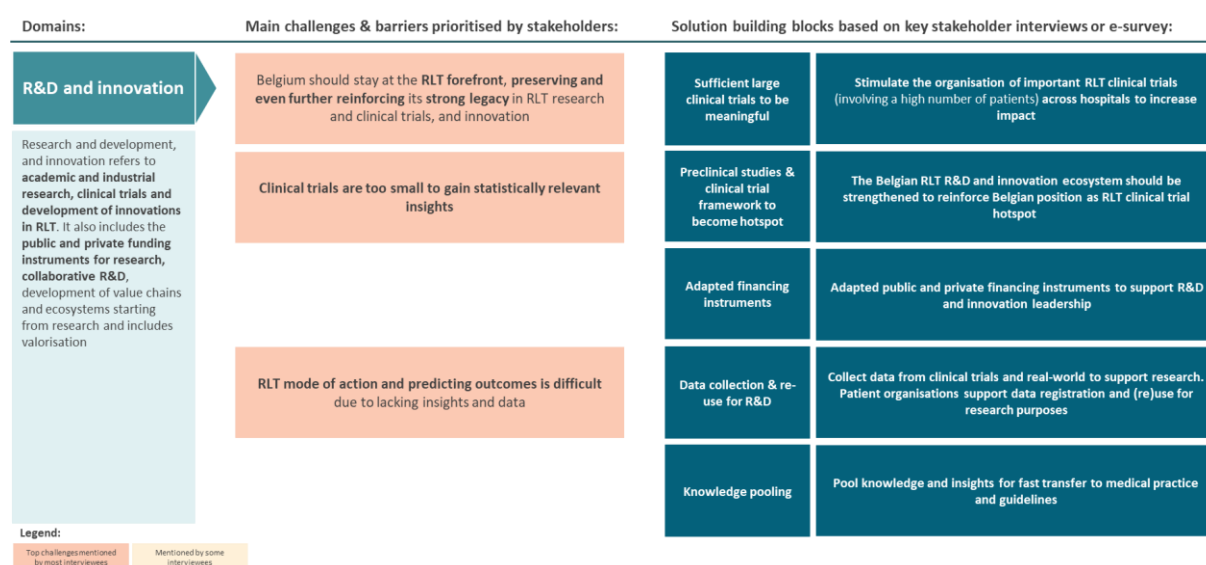 Domains:
Main challenges & barriers prioritised by stakeholders:
Solution building blocks based on key stakeholder interviews or e-survey:
R&D and innovation
Research and development,
and innovation refers to
academic and industrial
research, clinical trials and
development of innovations
in RLT. It also includes the
public and private funding
instruments for research,
collaborative R&D,
development of value chains
and ecosystems starting
from research and includes
valorisation
Belgium should stay at the RLT forefront, preserving and
even further reinforcing its strong legacy in RLT research
and clinical trials, and innovation
Clinical trials are too small to gain statistically relevant
insights
RLT mode of action and predicting outcomes is difficult
due to lacking insights and data
Sufficient large
clinical trials to be
meaningful
Stimulate the organisation of important RLT clinical trials
(involving a high number of patients) across hospitals to increase
impact
Preclinical studies &
clinical trial
framework to
become hotspot
The Belgian RLT R&D and innovation ecosystem should be
strengthened to reinforce Belgian position as RLT clinical trial
hotspot
Adapted financing
instruments
Adapted public and private financing instruments to support R&D
and innovation leadership
Data collection & re-
use for R&D
Collect data from clinical trials and real-world to support research.
Patient organisations support data registration and (re)use for
research purposes
Knowledge pooling
Pool knowledge and insights for fast transfer to medical practice
and guidelines
Legend:
Top challenges mentioned
by most interviewees
Mentioned by some
interviewees